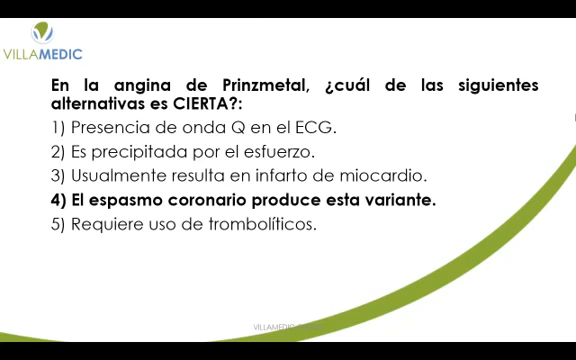 VILLAMEDIC
En la angina de Prinzmetal, ¿cuál de las siguientes
alternativas es CIERTA?:
1) Presencia de onda Q en el ECG.
2) Es precipitada por el esfuerzo.
3) Usualmente resulta en infarto de miocardio.
4) El espasmo coronario produce esta variante.
5) Requiere uso de trombolíticos.
VILLAMEDIC